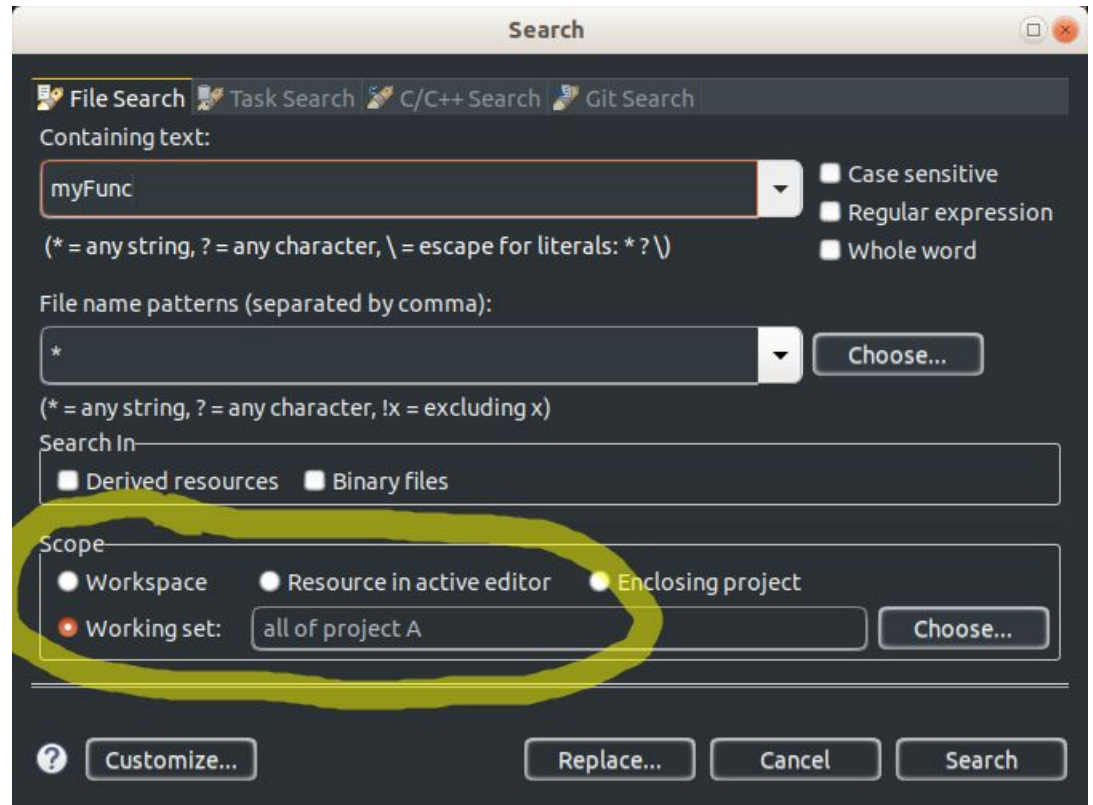 Search
File Search Task Search C/C++ Search Git Search
Containing text:
myFunc
Case sensitive
Regular expression
(* = any string, ? = any character, \ = escape for literals: * ? \)
Whole word
File name patterns (separated by comma):
*
Choose...
(* = any string, ? = any character, !x = excluding x)
Search In
Derived resources Binary files
Scope
Workspace Resource in active editor Enclosing project
Working set: all of project A Choose...
? Customize... Replace... Cancel Search